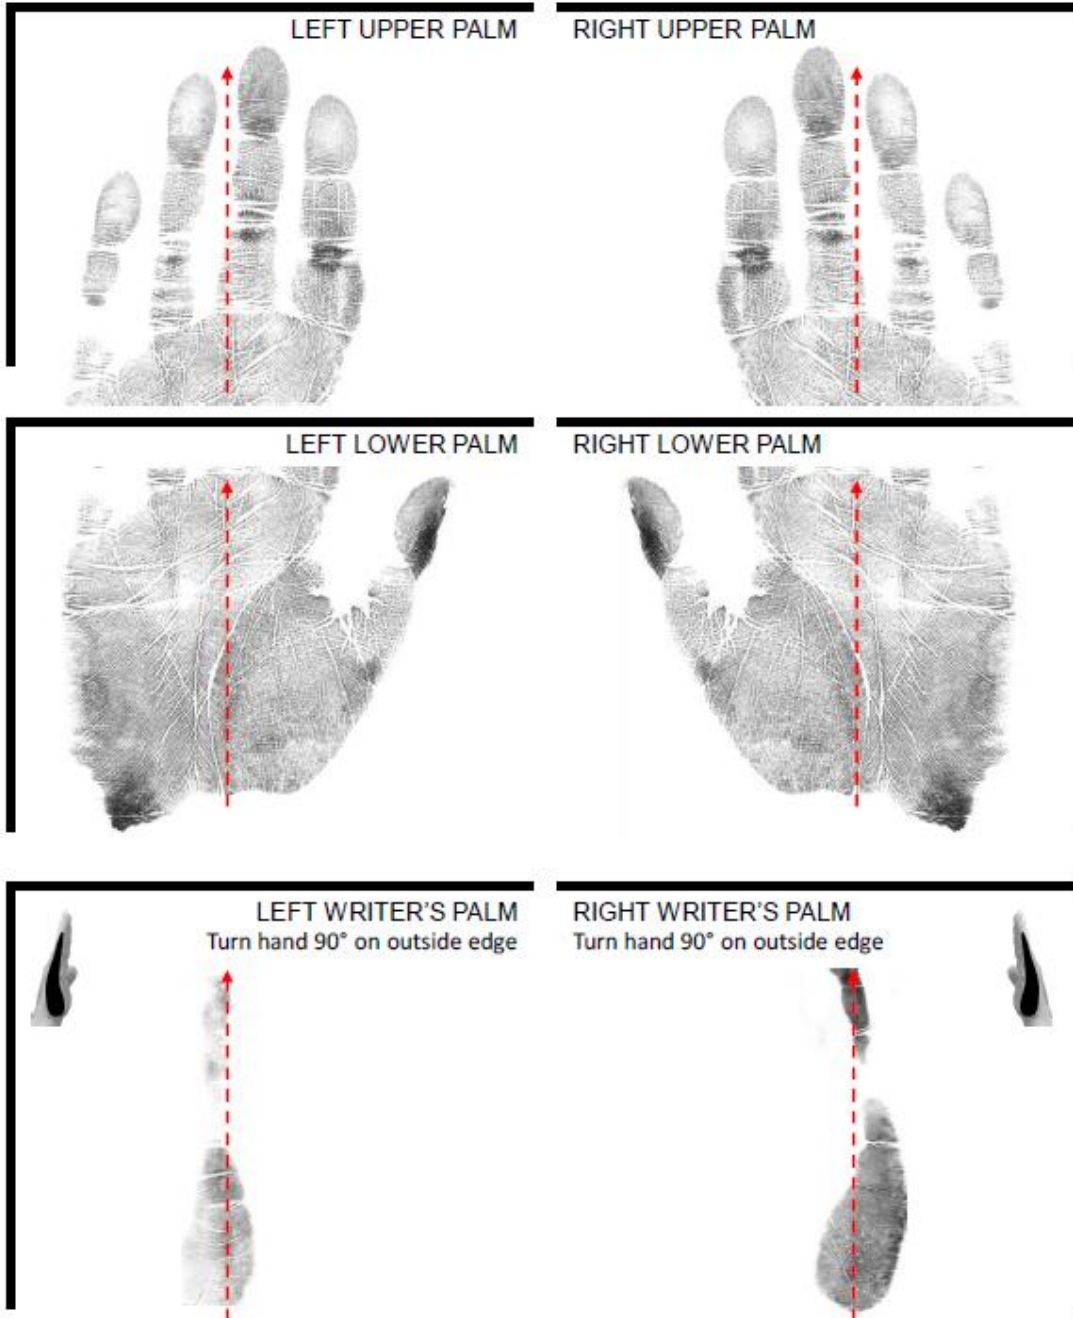 LEFT UPPER PALM
RIGHT UPPER PALM
LEFT LOWER PALM
RIGHT LOWER PALM
LEFT WRITER'S PALM
Turn hand 90° on outside edge
RIGHT WRITER'S PALM
Turn hand 90° on outside edge